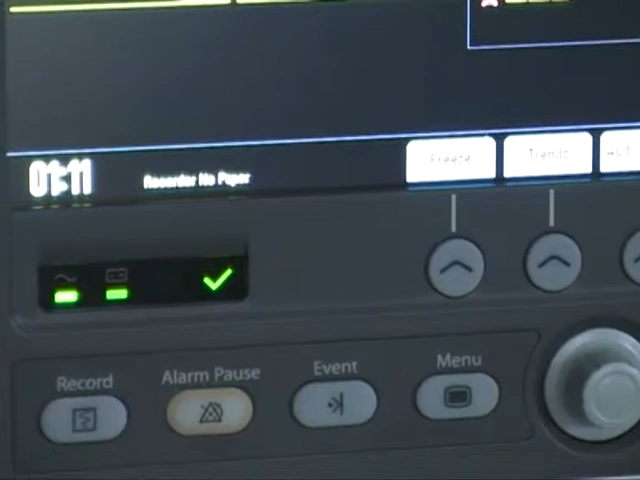 01:11
Recorder No Paper
Freeze
Trends
Record
Alarm Pause
Event
Menu